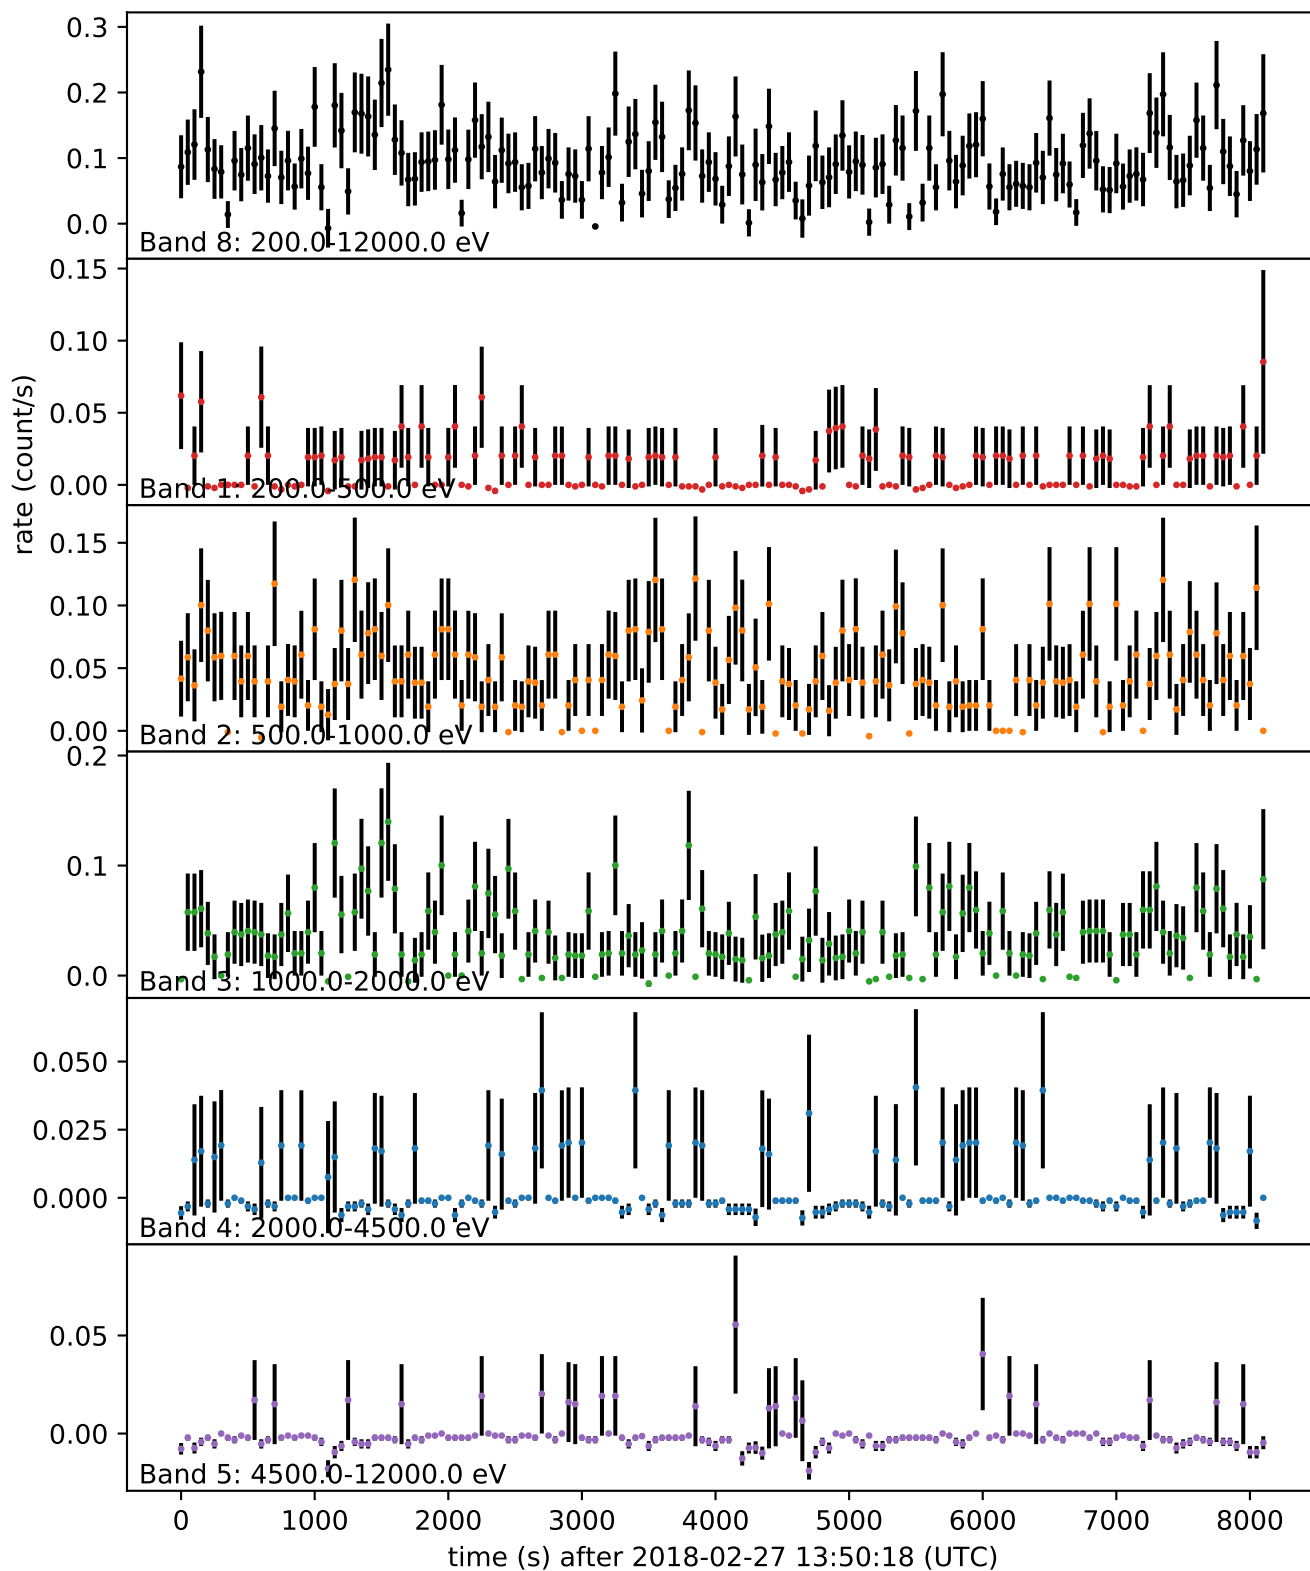 0.3
0.2
0.1
0.0
Band 8: 200.0-12000.0 eV
0.15
0.10
0.05
0.00
Band 1: 200.0-500.0 eV
rate (count/s)
0.15
0.10
0.05
0.00
Band 2: 500.0-1000.0 eV
0.2
0.1
0.0
Band 3: 1000.0-2000.0 eV
0.050
0.025
0.000
Band 4: 2000.0-4500.0 eV
0.05
0.00
Band 5: 4500.0-12000.0 eV
0 1000 2000 3000 4000 5000 6000 7000 8000
time (s) after 2018-02-27 13:50:18 (UTC)